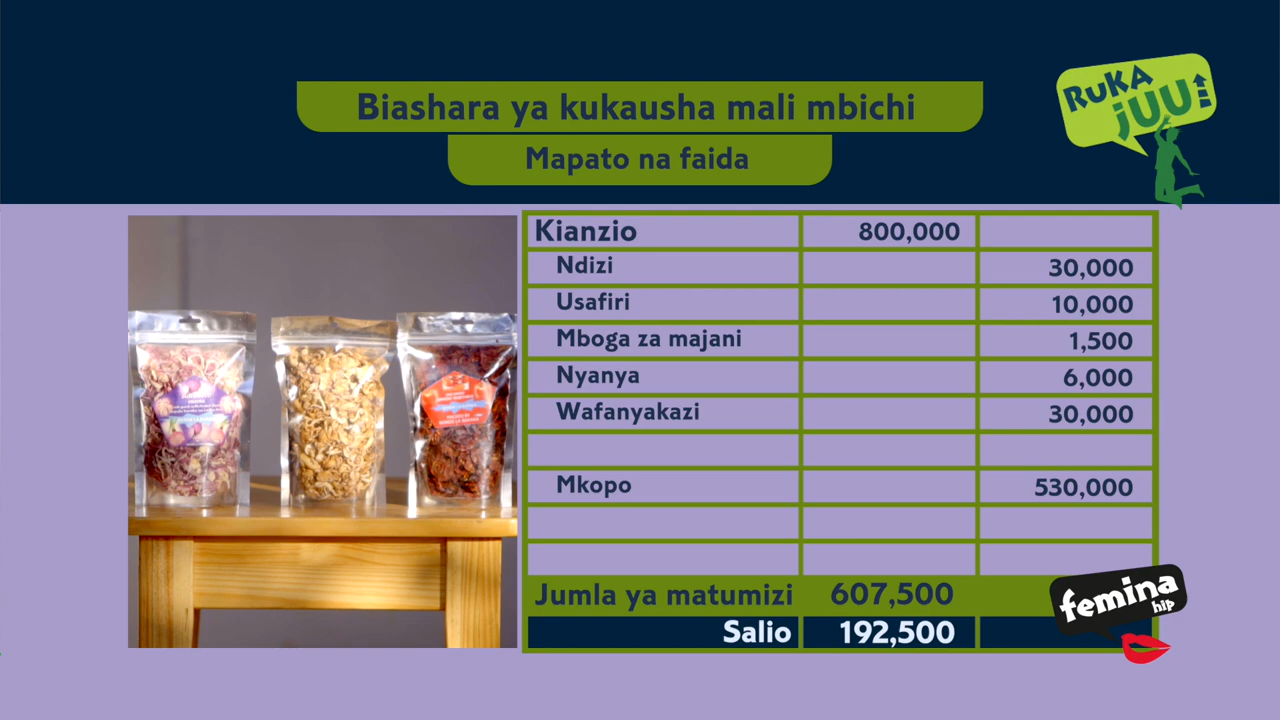 Biashara ya kukausha mali mbichi
Mapato na faida
RUKA
JUU
Kianzio 800,000
Ndizi 30,000
Usafiri 10,000
Mboga za majani 1,500
Nyanya 6,000
Wafanyakazi 30,000
Mkopo 530,000
Jumla ya matumizi 607,500
Salio 192,500
femina
hip